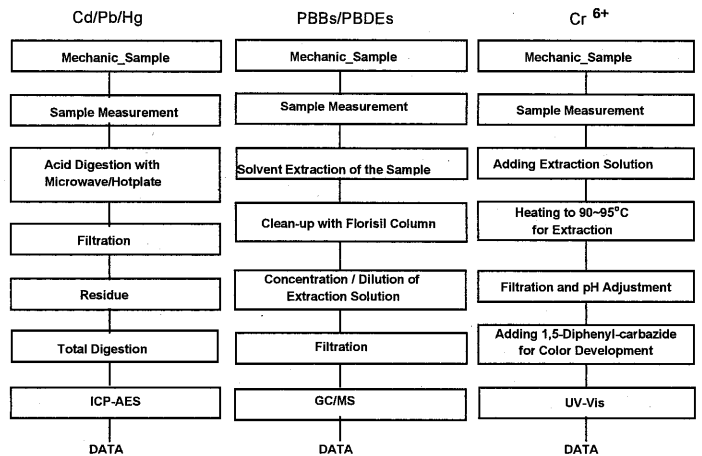 Cd/Pb/Hg
Mechanic_Sample
Sample Measurement
Acid Digestion with
Microwave/Hotplate
Filtration
Residue
Total Digestion
ICP-AES
DATA
PBBs/PBDEs
Mechanic_Sample
Sample Measurement
Solvent Extraction of the Sample
Clean-up with Florisil Column
Concentration / Dilution of
Extraction Solution
Filtration
GC/MS
DATA
Cr 6+
Mechanic_Sample
Sample Measurement
Adding Extraction Solution
Heating to 90~95°C
for Extraction
Filtration and pH Adjustment
Adding 1,5-Diphenyl-carbazide
for Color Development
UV-Vis
DATA